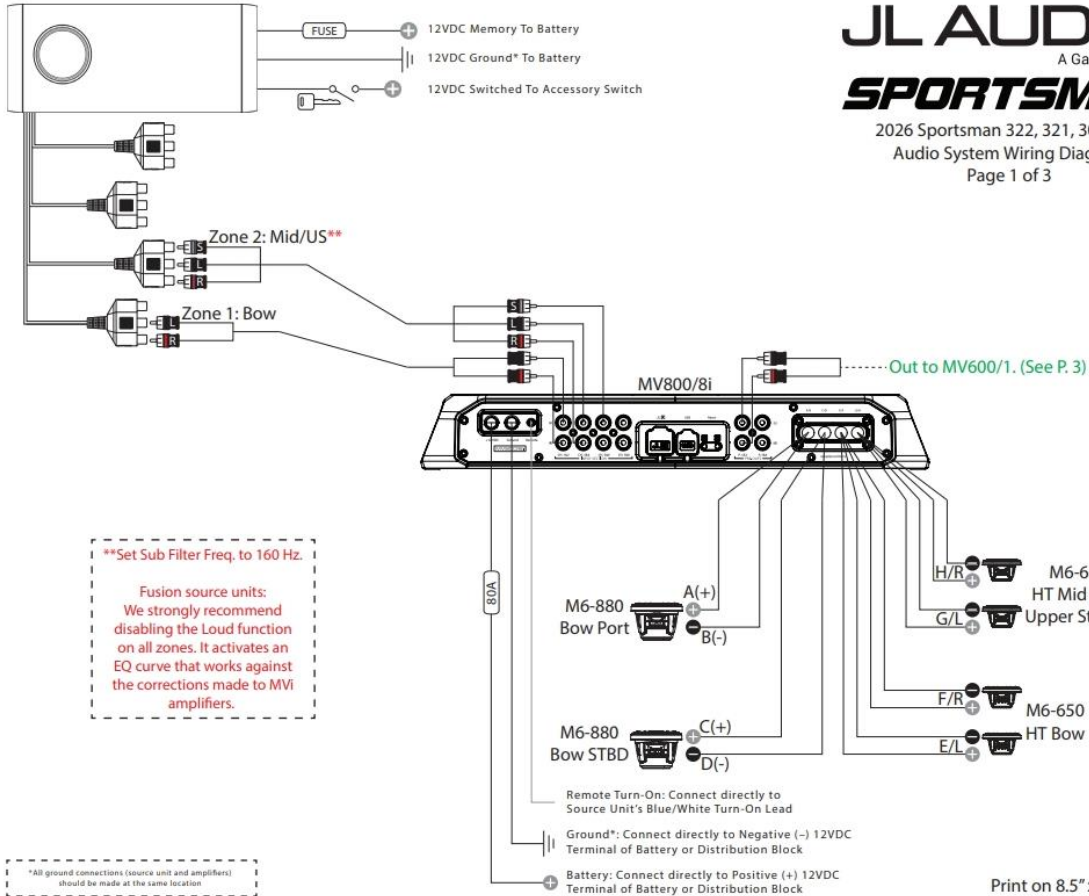 FUSE
12VDC Memory To Battery
12VDC Ground* To Battery
12VDC Switched To Accessory Switch
JL AUD
A Ga
SPORTSM
2026 Sportsman 322, 321, 3
Audio System Wiring Diag
Page 1 of 3
Zone 2: Mid/US**
S
L
R
Zone 1: Bow
L
R
S
L
R
Out to MV600/1. (See P. 3)
MV800/8i
**Set Sub Filter Freq. to 160 Hz.
Fusion source units:
We strongly recommend
disabling the Loud function
on all zones. It activates an
EQ curve that works against
the corrections made to MVi
amplifiers.
80A
M6-880
Bow Port
A(+)
B(-)
M6-880
Bow STBD
C(+)
D(-)
H/R
G/L
M6-6
HT Mid
Upper St
F/R
E/L
M6-650
HT Bow
Remote Turn-On: Connect directly to
Source Unit's Blue/White Turn-On Lead
Ground*: Connect directly to Negative (–) 12VDC
Terminal of Battery or Distribution Block
Battery: Connect directly to Positive (+) 12VDC
Terminal of Battery or Distribution Block
*All ground connections (source unit and amplifiers)
should be made at the same location
Print on 8.5"